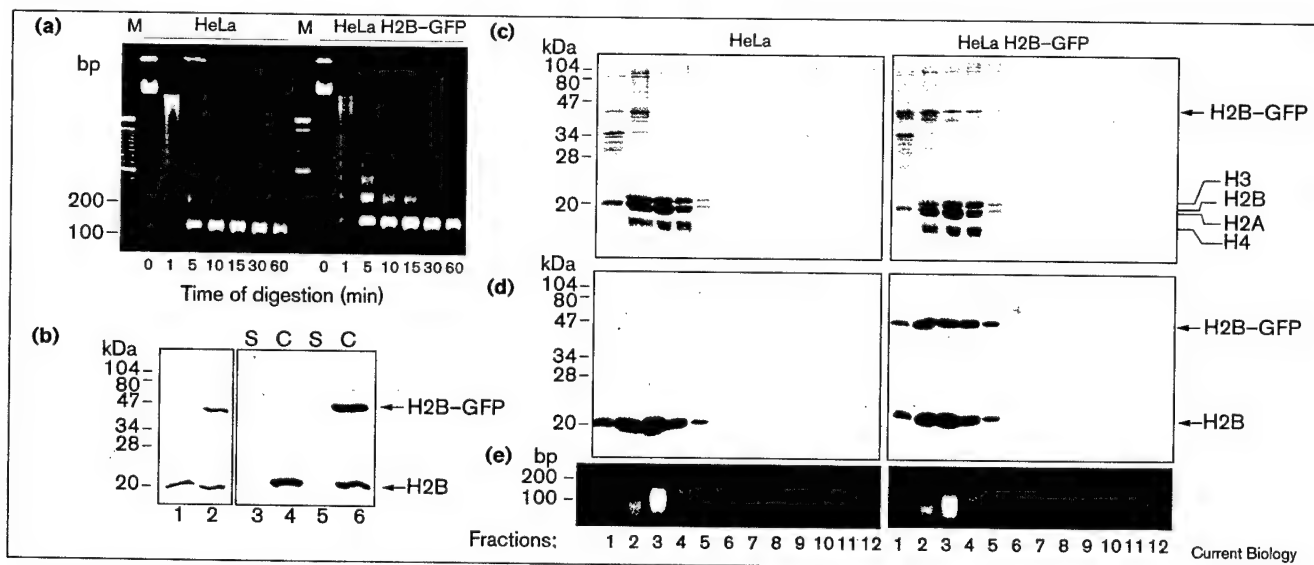 (a)
M HeLa M HeLa H2B–GFP
bp
200
100
0 1 5 10 15 30 60 0 1 5 10 15 30 60
Time of digestion (min)
(b)
S C S C
kDa
104
80
47
34
28
20
H2B–GFP
H2B
1 2 3 4 5 6
(c)
HeLa HeLa H2B–GFP
kDa
104
80
47
34
28
20
H2B–GFP
H3
H2B
H2A
H4
(d)
kDa
104
80
47
34
28
20
H2B–GFP
H2B
(e)
bp
200
100
Fractions; 1 2 3 4 5 6 7 8 9 10 11 12 1 2 3 4 5 6 7 8 9 10 11 12
Current Biology